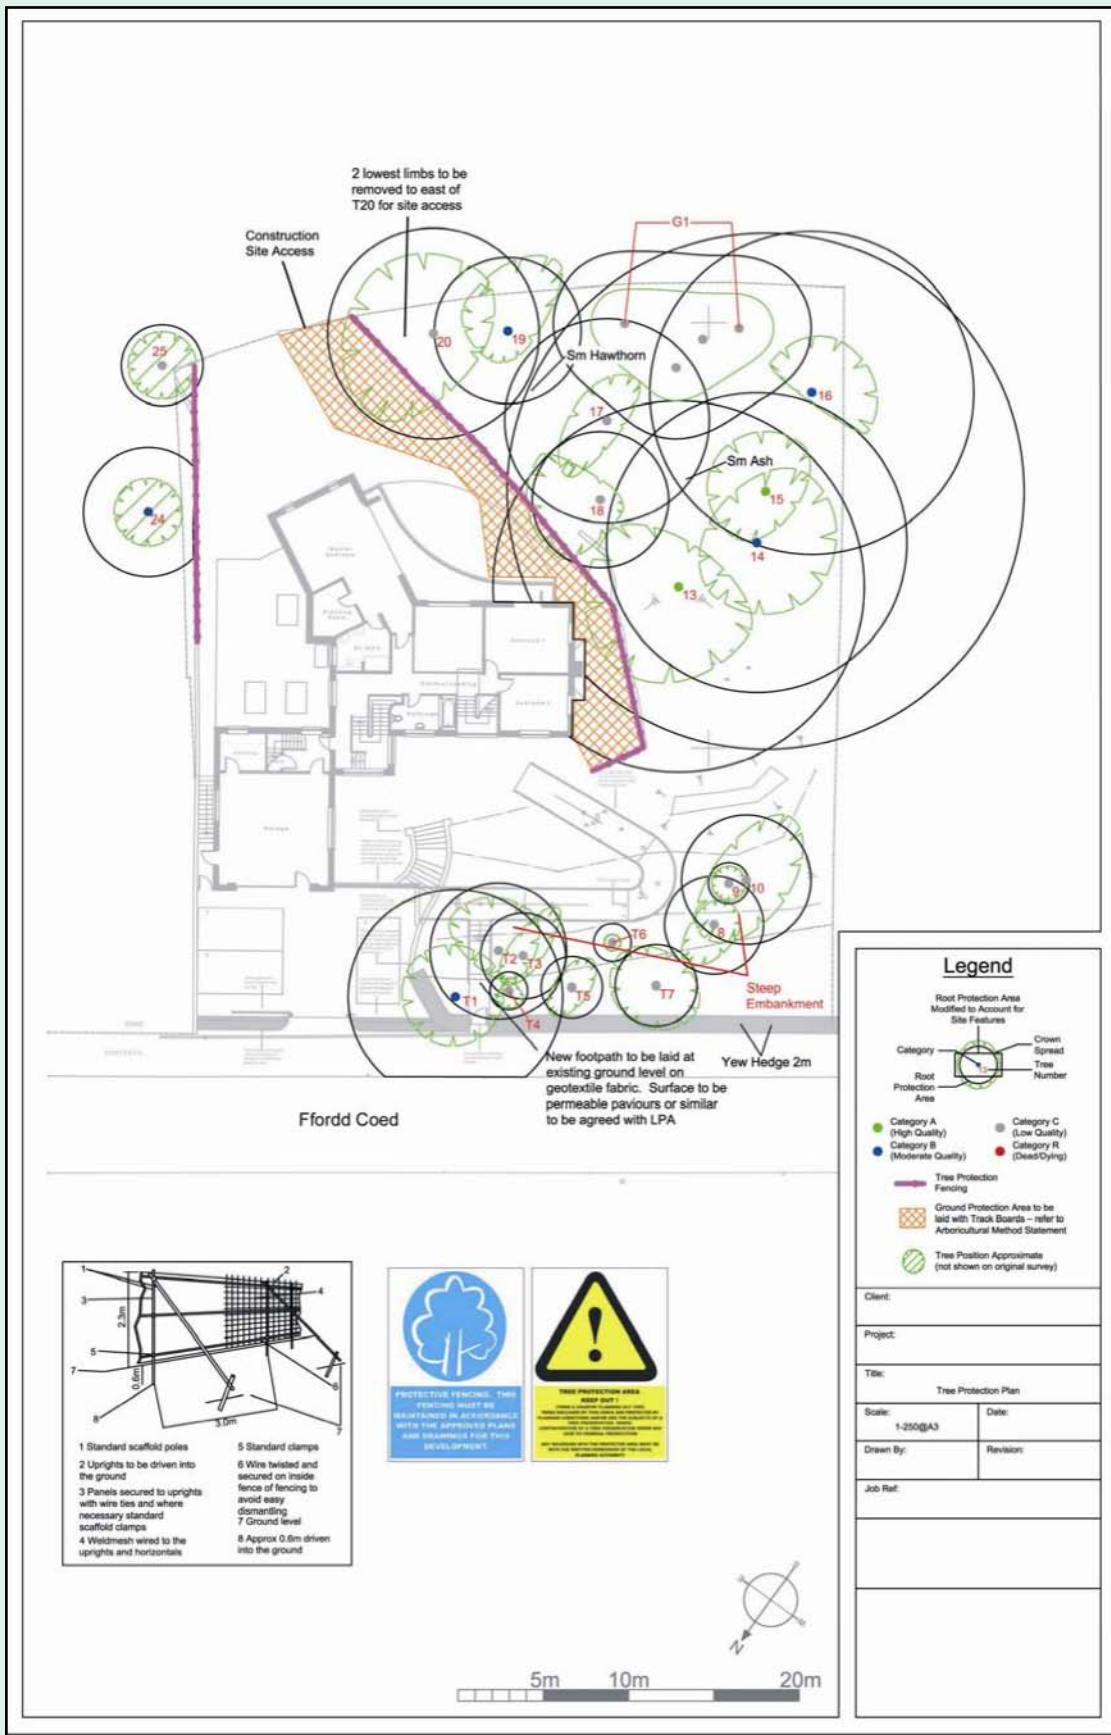 2 lowest limbs to be
removed to east of
T20 for site access
Construction
Site Access
G1
25
20
19
Sm Hawthorn
16
17
Sm Ash
15
18
24
14
13
Garage
9
10
8
T6
T2
T3
T1
T5
T7
T4
Steep
Embankment
Yew Hedge 2m
New footpath to be laid at
existing ground level on
geotextile fabric. Surface to be
permeable paviours or similar
to be agreed with LPA
Ffordd Coed
Legend
Root Protection Area
Modified to Account for
Site Features
Category
Crown
Spread
Tree
Number
Root
Protection
Area
Category A
(High Quality)
Category C
(Low Quality)
Category B
(Moderate Quality)
Category R
(Dead/Dying)
Tree Protection
Fencing
Ground Protection Area to be
laid with Track Boards – refer to
Arboricultural Method Statement
Tree Position Approximate
(not shown on original survey)
Client:
Project:
Title:
Tree Protection Plan
Scale:
1-250@A3
Date:
Drawn By:
Revision:
Job Ref:
1
2
3
4
2.3m
5
7
0.6m
6
8
3.0m
7
1 Standard scaffold poles
2 Uprights to be driven into
the ground
3 Panels secured to uprights
with wire ties and where
necessary standard
scaffold clamps
4 Weldmesh wired to the
uprights and horizontals
5 Standard clamps
6 Wire twisted and
secured on inside
fence of fencing to
avoid easy
dismantling
7 Ground level
8 Approx 0.6m driven
into the ground
PROTECTIVE FENCING. THIS
FENCING MUST BE
MAINTAINED IN ACCORDANCE
WITH THE APPROVED PLANS
AND DRAWINGS FOR THIS
DEVELOPMENT.
TREE PROTECTION AREA
KEEP OUT !
N
5m
10m
20m